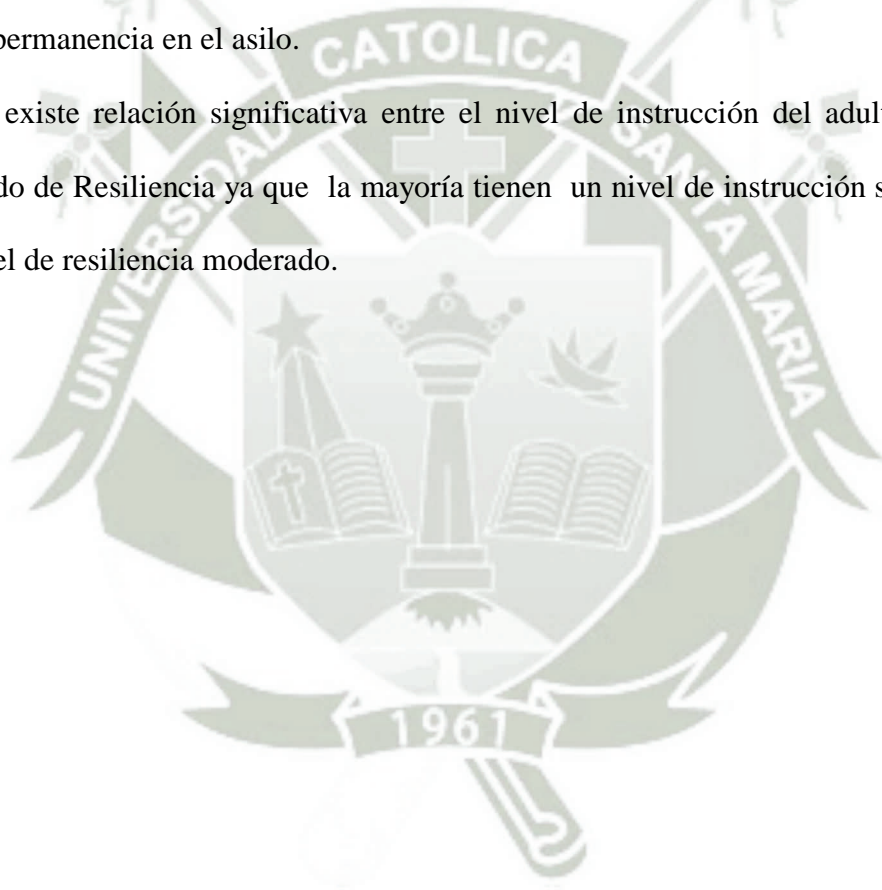 permanencia en el asilo.
existe relación significativa entre el nivel de instrucción del
do de Resiliencia ya que la mayoría tienen un nivel de instrucción
el de resiliencia moderado.
UNIVERSIDAD CATOLICA SANTA MARIA
1961